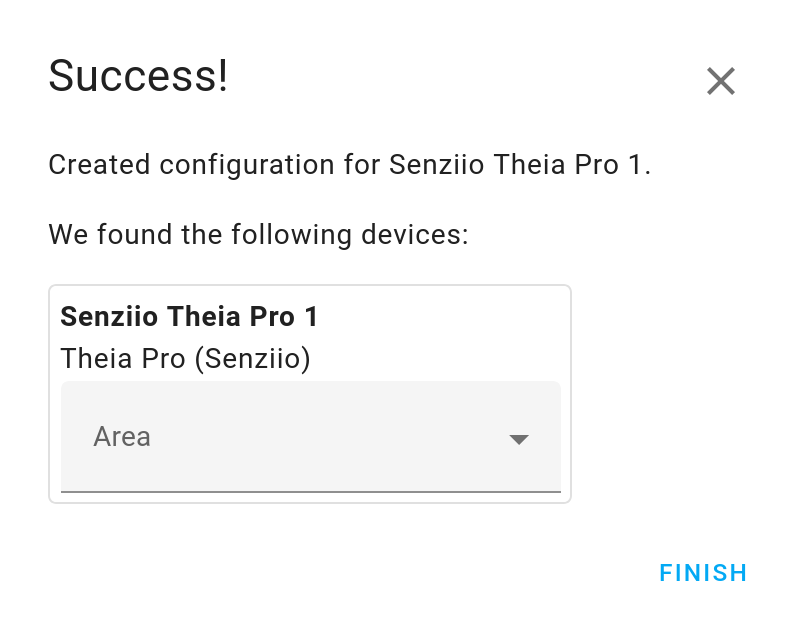 Success!
Created configuration for Senziio Theia Pro 1.
We found the following devices:
Senziio Theia Pro 1
Theia Pro (Senziio)
Area
FINISH